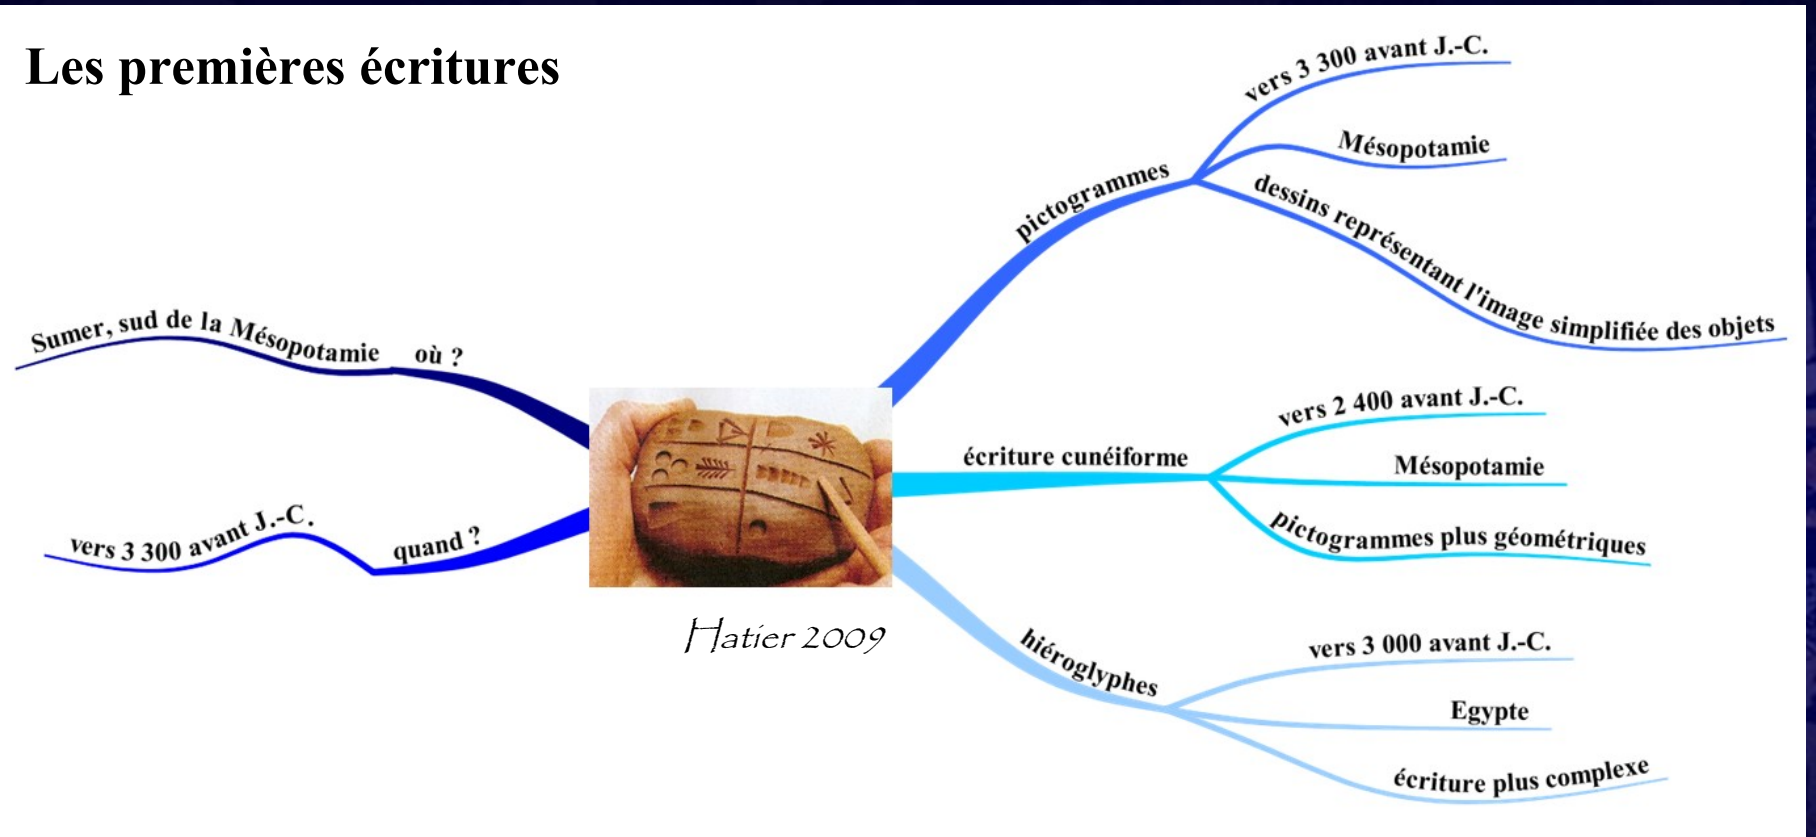 Les premières écritures
Sumer, sud de la Mésopotamie
où ?
vers 3 300 avant J.-C.
quand ?
Hatier 2009
pictogrammes
vers 3 300 avant J.-C.
Mésopotamie
dessins représentant l'image simplifiée des objets
écriture cunéiforme
vers 2 400 avant J.-C.
Mésopotamie
pictogrammes plus géométriques
hiéroglyphes
vers 3 000 avant J.-C.
Egypte
écriture plus complexe